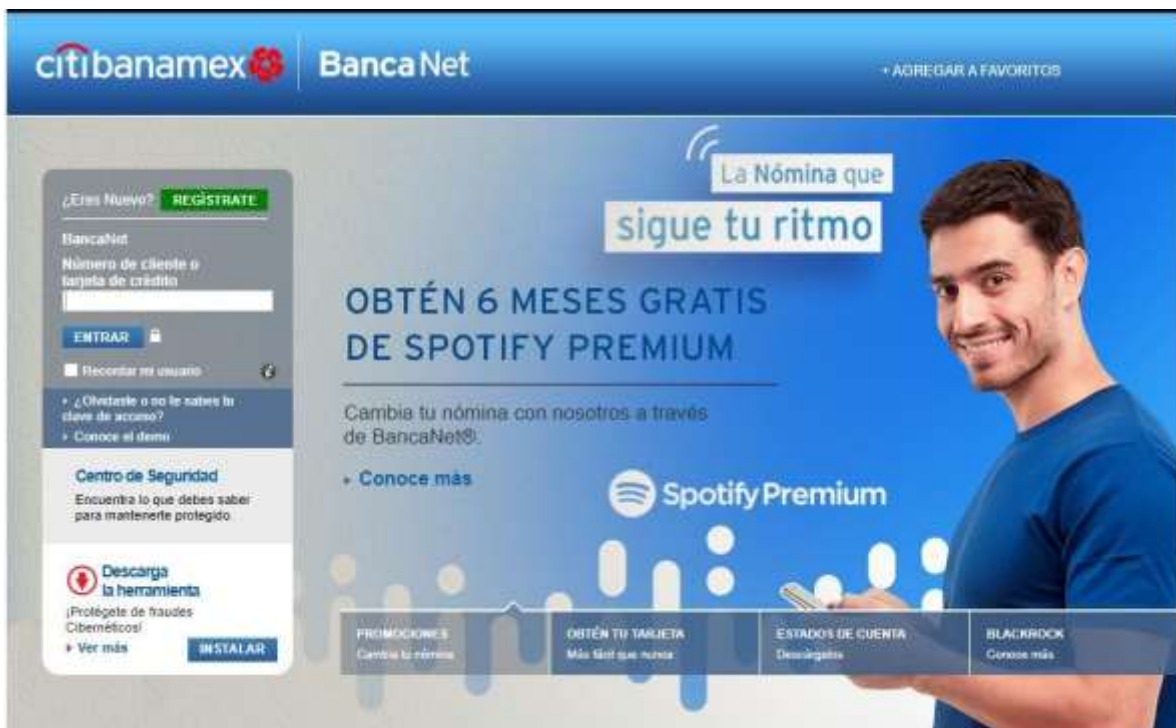 citibanamex
BancaNet
+ AGREGAR A FAVORITOS
¿Eres Nuevo? REGÍSTRATE
BancaNet
Número de cliente o
tarjeta de crédito
ENTRAR
Recordar mi usuario
¿Olvidaste o no te sabes tu
clave de acceso?
Conoce el demo
Centro de Seguridad
Encuentra lo que debes saber
para mantenerte protegido
Descarga
la herramienta
¡Protégete de fraudes
Cibernéticos!
Ver más
INSTALAR
La Nómina que
sigue tu ritmo
OBTÉN 6 MESES GRATIS
DE SPOTIFY PREMIUM
Cambia tu nómina con nosotros a través
de BancaNet®.
Conoce más
Spotify Premium
PROMOCIONES
Cambia tu nómina
OBTÉN TU TARJETA
Más fácil que nunca
ESTADOS DE CUENTA
Descárgalos
BLACKROCK
Conoce más